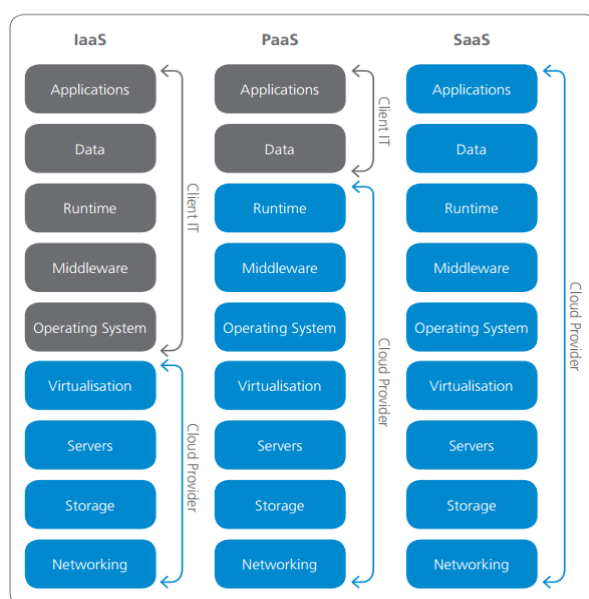 IaaS
PaaS
SaaS
Applications
Data
Runtime
Middleware
Operating System
Virtualisation
Servers
Storage
Networking
Client IT
Cloud Provider
Applications
Data
Runtime
Middleware
Operating System
Virtualisation
Servers
Storage
Networking
Client IT
Cloud Provider
Applications
Data
Runtime
Middleware
Operating System
Virtualisation
Servers
Storage
Networking
Cloud Provider